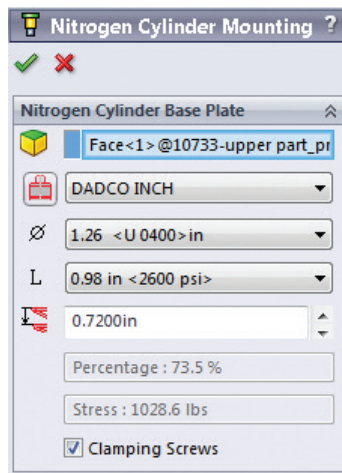 Nitrogen Cylinder Mounting ?
Nitrogen Cylinder Base Plate
Face<1>@10733-upper part_pr
DADCO INCH
Ø 1.26 <U 0400>in
L 0.98 in <2600 psi>
0.7200in
Percentage : 73.5 %
Stress : 1028.6 lbs
Clamping Screws